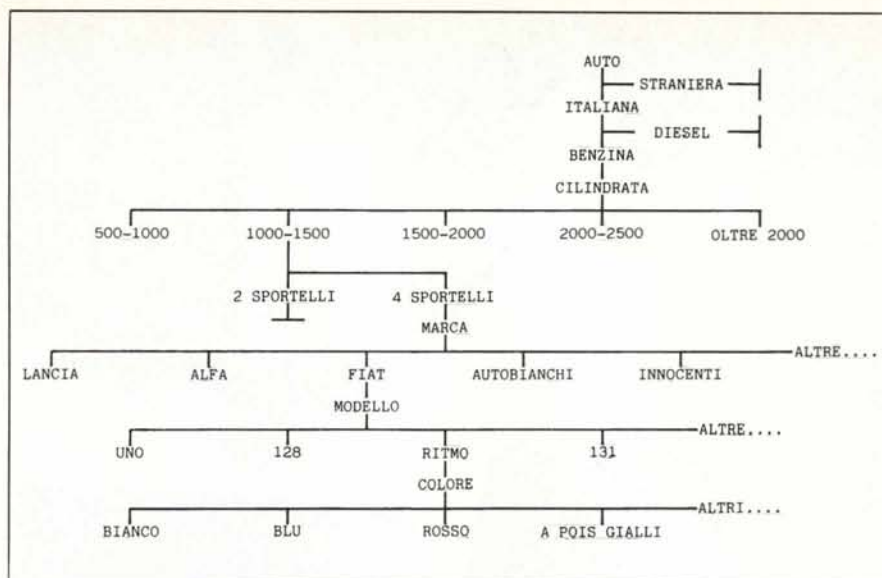 AUTO
STRANIERA
ITALIANA
DIESEL
BENZINA
CILINDRATA
500-1000 1000-1500 1500-2000 2000-2500 OLTRE 2000
2 SPORTELLI 4 SPORTELLI
MARCA
ALTRE....
LANCIA ALFA FIAT AUTOBIANCHI INNOCENTI
MODELLO
ALTRE....
UNO 128 RITMO 131
COLORE
ALTRI....
BIANCO BLU ROSSO A POIS GIALLI